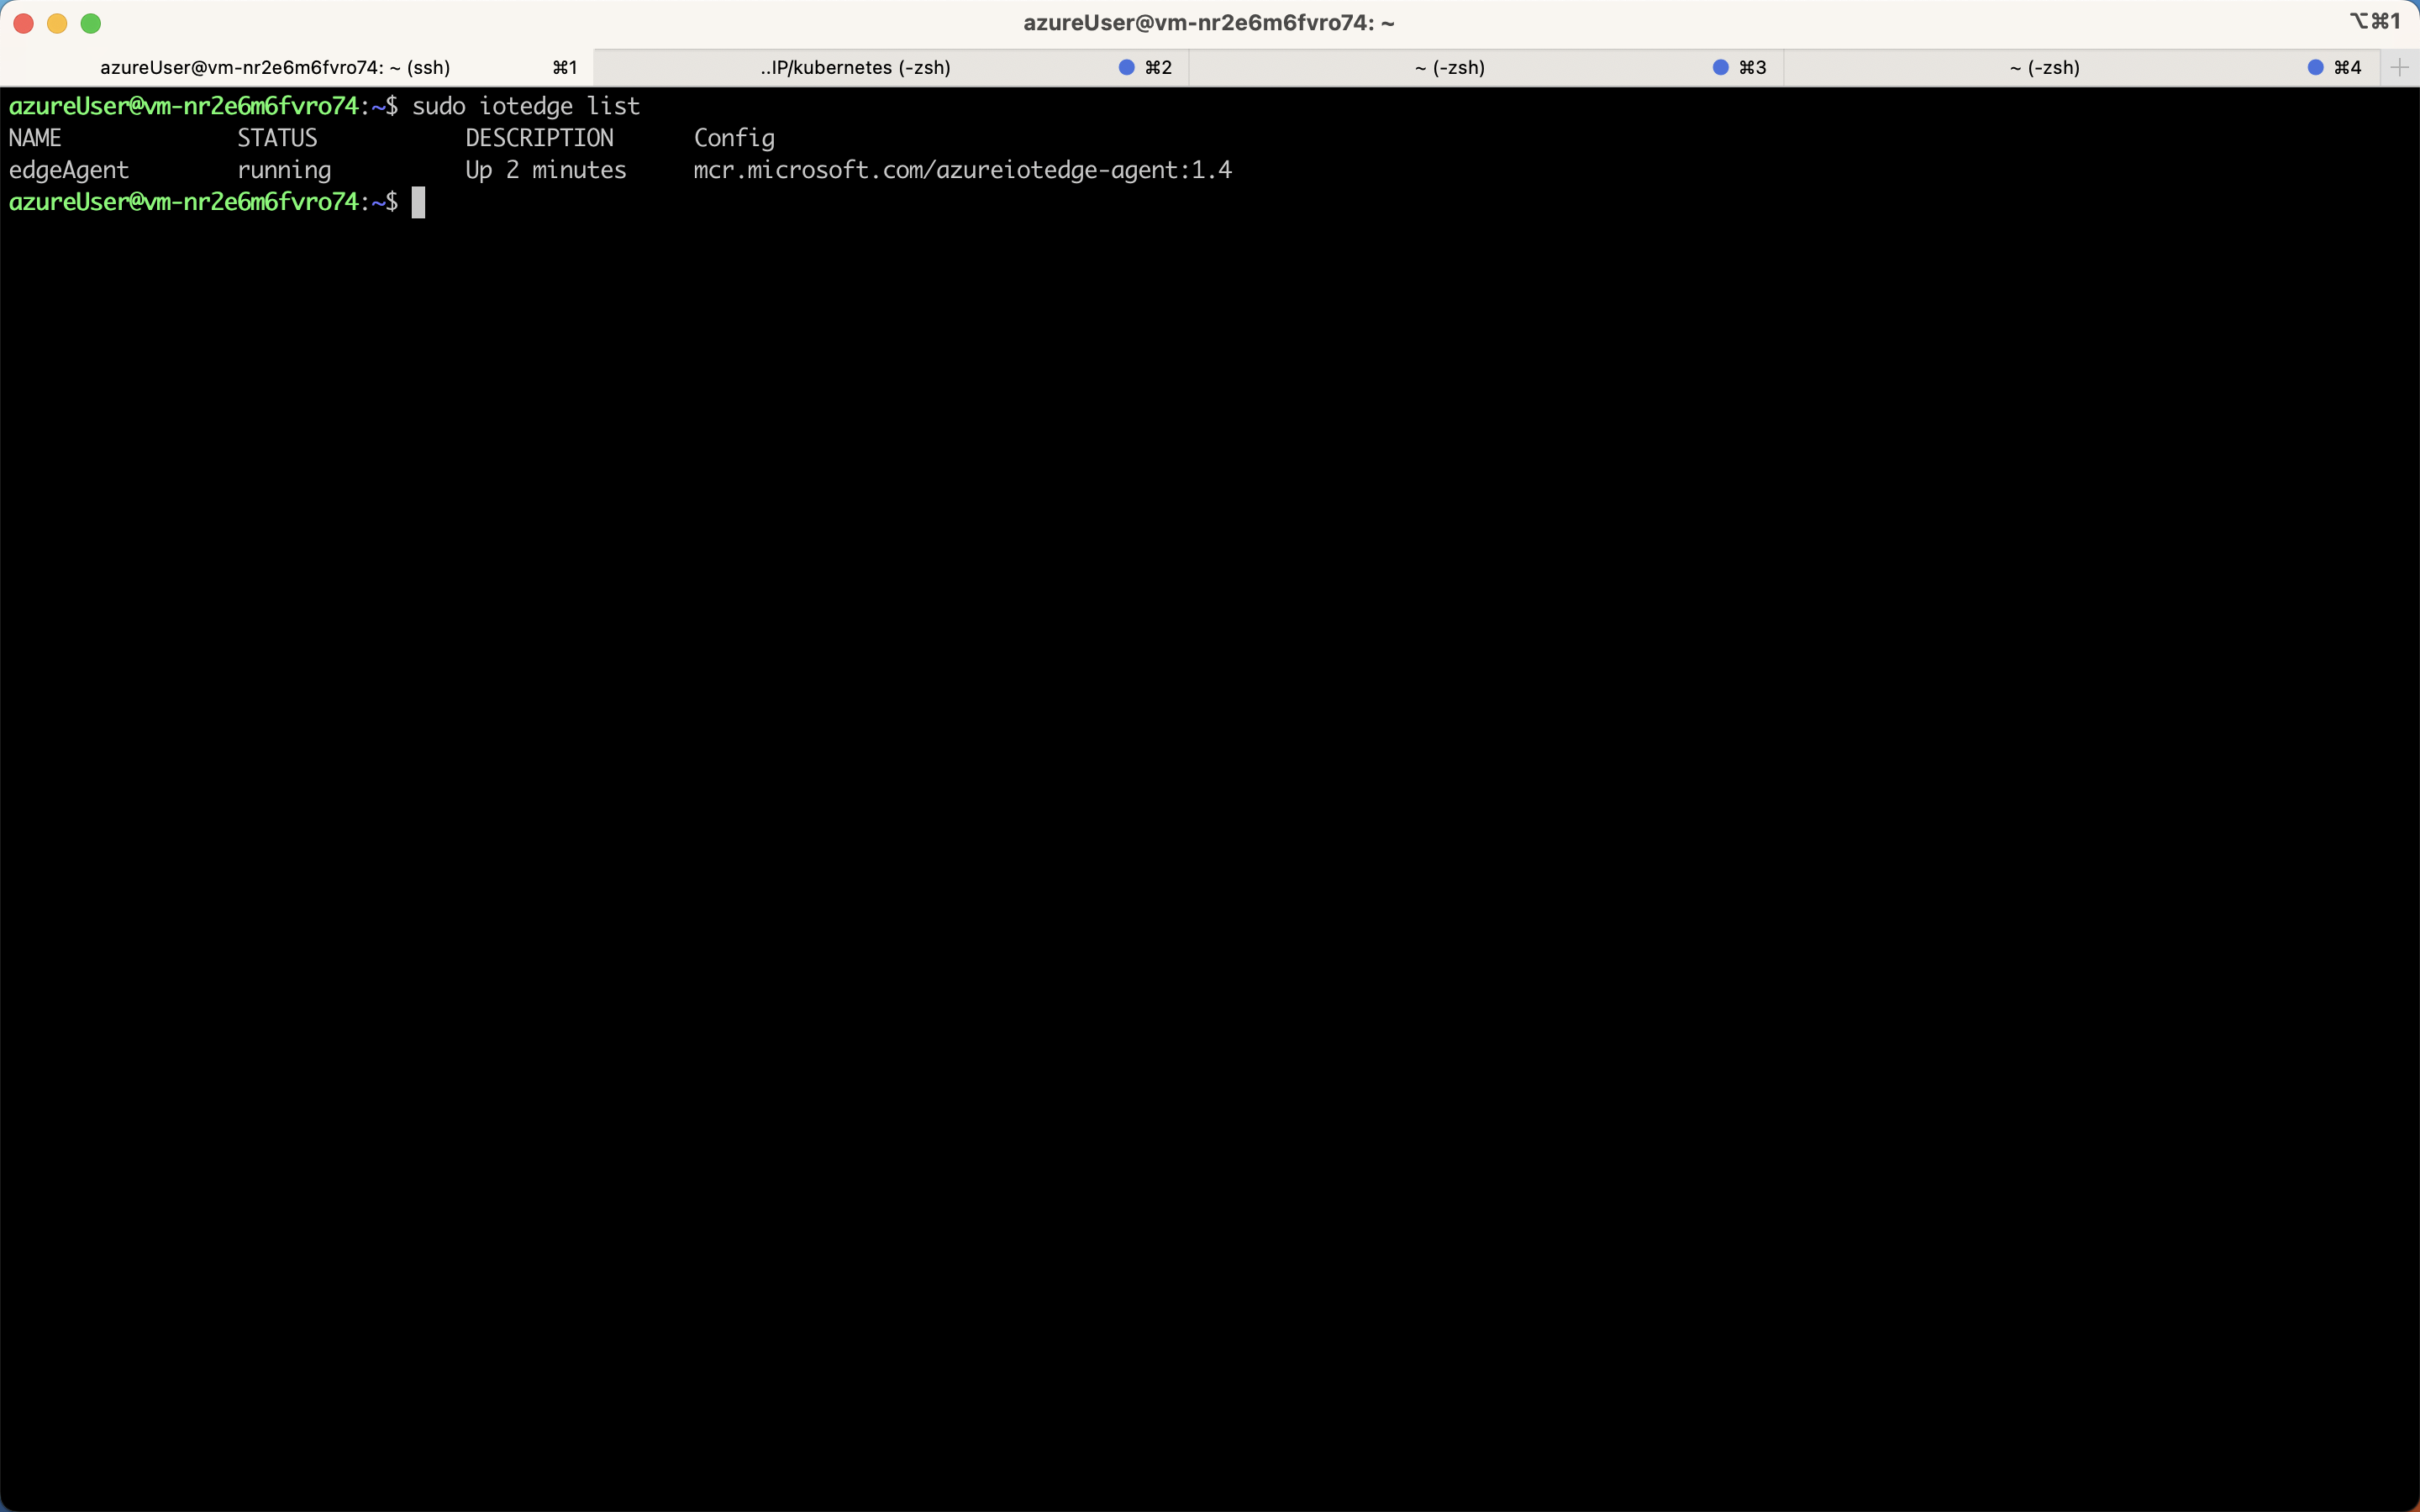 azureUser@vm-nr2e6m6fvro74: ~
⌥⌘1
azureUser@vm-nr2e6m6fvro74: ~ (ssh) ⌘1 ..IP/kubernetes (-zsh) ⌘2 ~ (-zsh) ⌘3 ~ (-zsh) ⌘4
azureUser@vm-nr2e6m6fvro74:~$ sudo iotedge list
NAME STATUS DESCRIPTION Config
edgeAgent running Up 2 minutes mcr.microsoft.com/azureiotedge-agent:1.4
azureUser@vm-nr2e6m6fvro74:~$